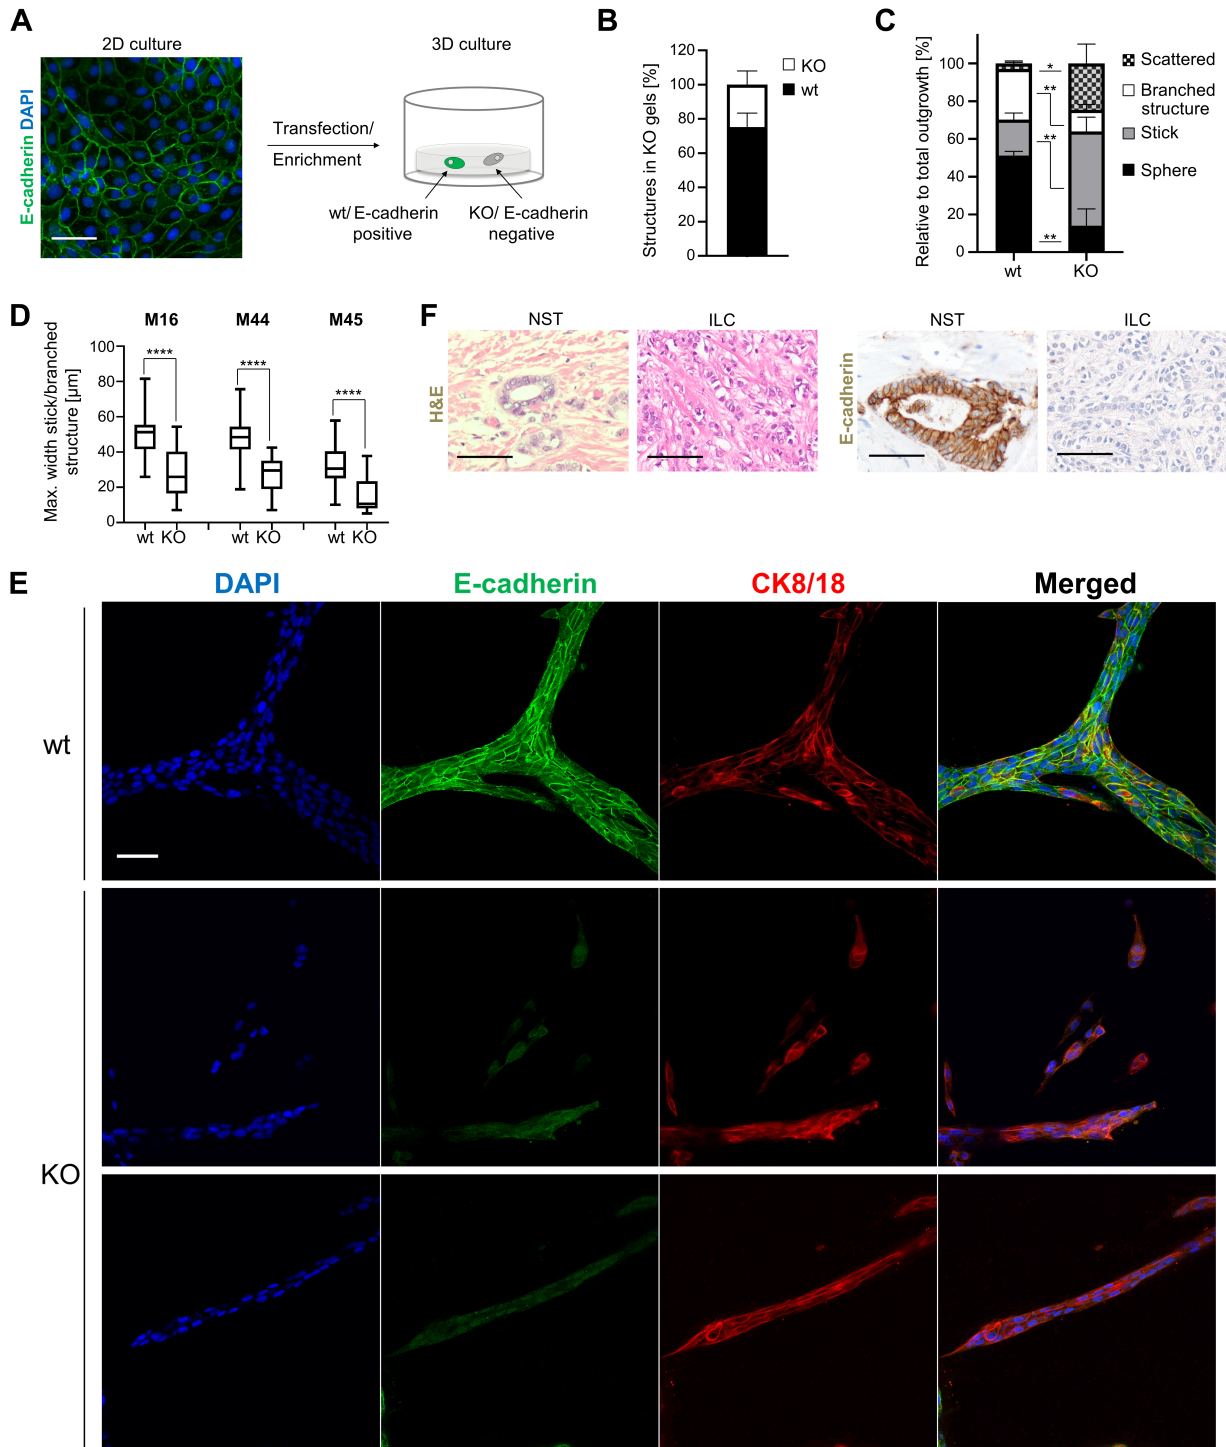 A
2D culture
3D culture
E-cadherin DAPI
Transfection/
Enrichment
wt/ E-cadherin
positive
KO/ E-cadherin
negative
B
Structures in KO gels [%]
120
100
80
60
40
20
0
KO
wt
C
Relative to total outgrowth [%]
100
80
60
40
20
0
*
**
**
**
wt
KO
Scattered
Branched
structure
Stick
Sphere
D
M16
M44
M45
Max. width stick/branched
structure [µm]
100
80
60
40
20
0
****
****
****
wt KO
wt KO
wt KO
F
NST
ILC
NST
ILC
H&E
E-cadherin
E
DAPI
E-cadherin
CK8/18
Merged
wt
KO